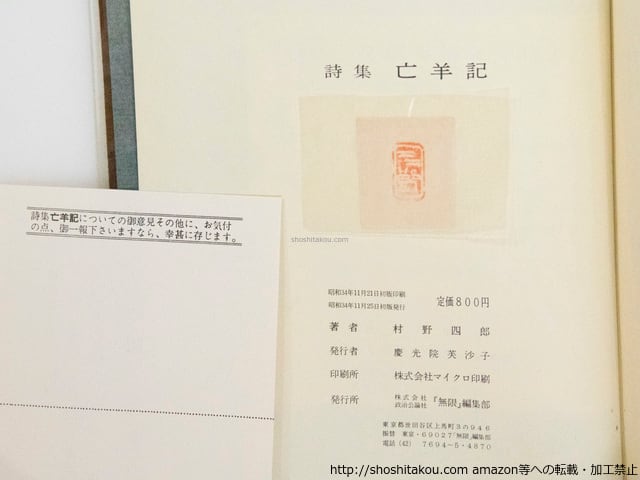 詩集 亡羊記
shoshitakou.com
詩集亡羊記についての御意見その他に、お気付
の点、御一報下さいますなら、幸甚に存じます。
昭和34年11月21日初版印刷
昭和34年11月25日初版発行
定価800円
著者 村野四郎
発行者 慶光院芙沙子
印刷所 株式会社マイクロ印刷
発行所 株式会社政治公論社『無限』編集部
東京都世田谷区上馬町3の946
振替 東京・69027「無限」編集部
電話 (42) 7694~5・4870
http://shoshitakou.com amazon等への転載・加工禁止